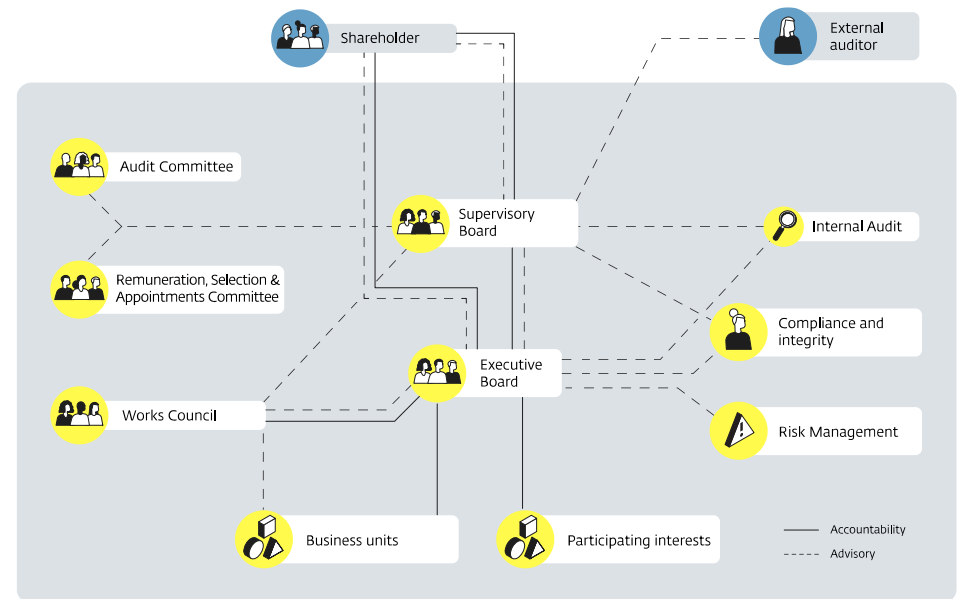 Shareholder
External
auditor
Audit Committee
Supervisory
Board
Internal Audit
Remuneration, Selection &
Appointments Committee
Compliance and
integrity
Executive
Board
Works Council
Risk Management
Business units
Participating interests
Accountability
Advisory